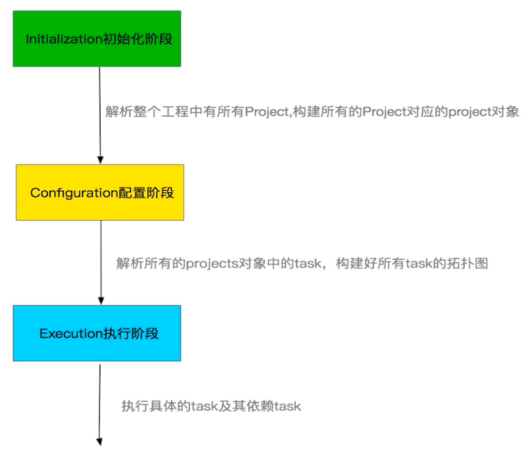 Initialization初始化阶段
解析整个工程中有所有Project,构建所有的Project对应的project对象
Configuration配置阶段
解析所有的projects对象中的task，构建好所有task的拓扑图
Execution执行阶段
执行具体的task及其依赖task